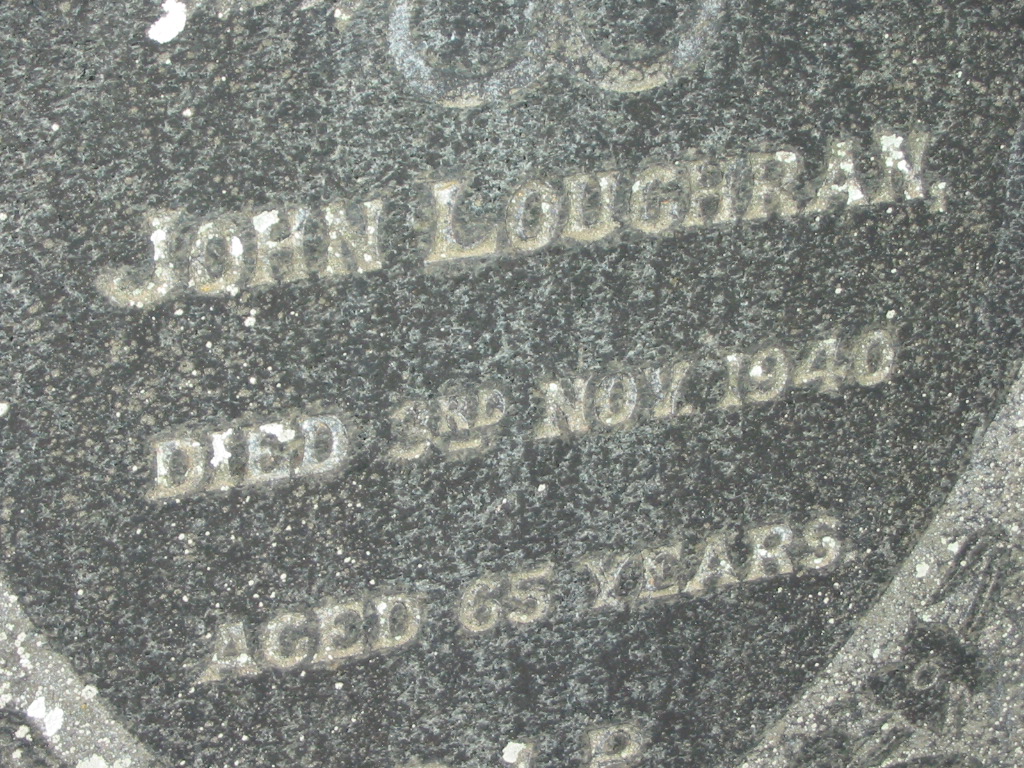 JOHN LOUGHRAN,
DIED 3RD NOV. 1940
AGED 65 YEARS